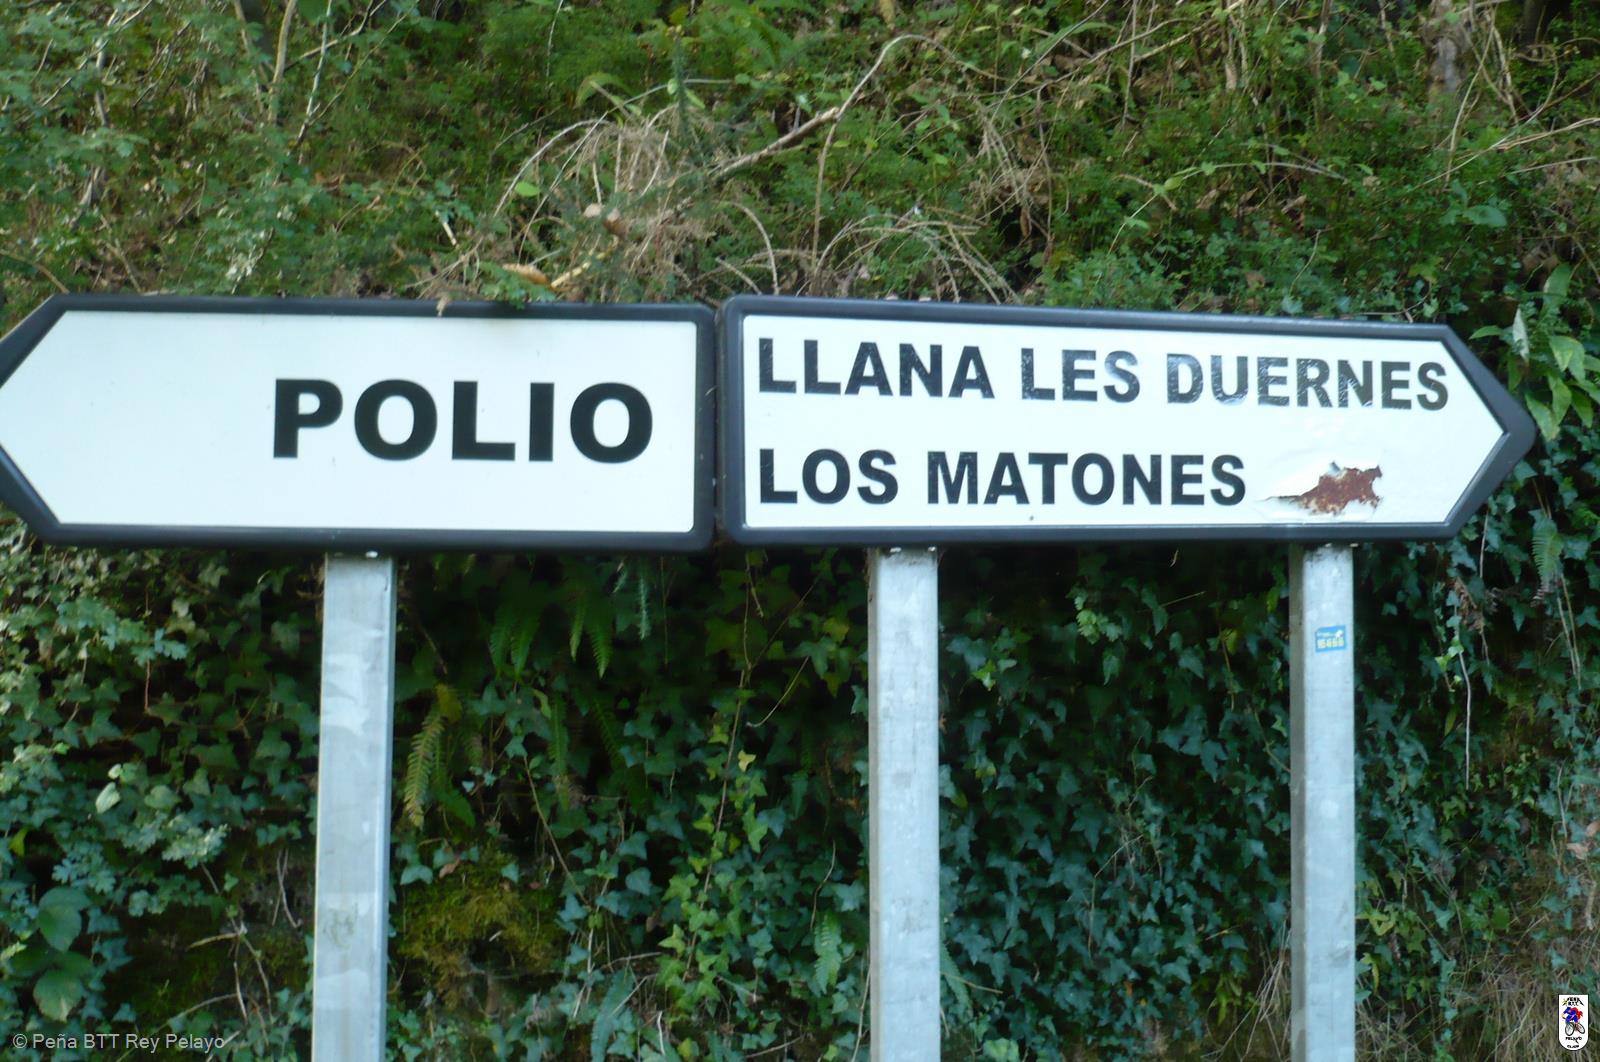 POLIO
LLANA LES DUERNES
LOS MATONES
© Peña BTT Rey Pelayo